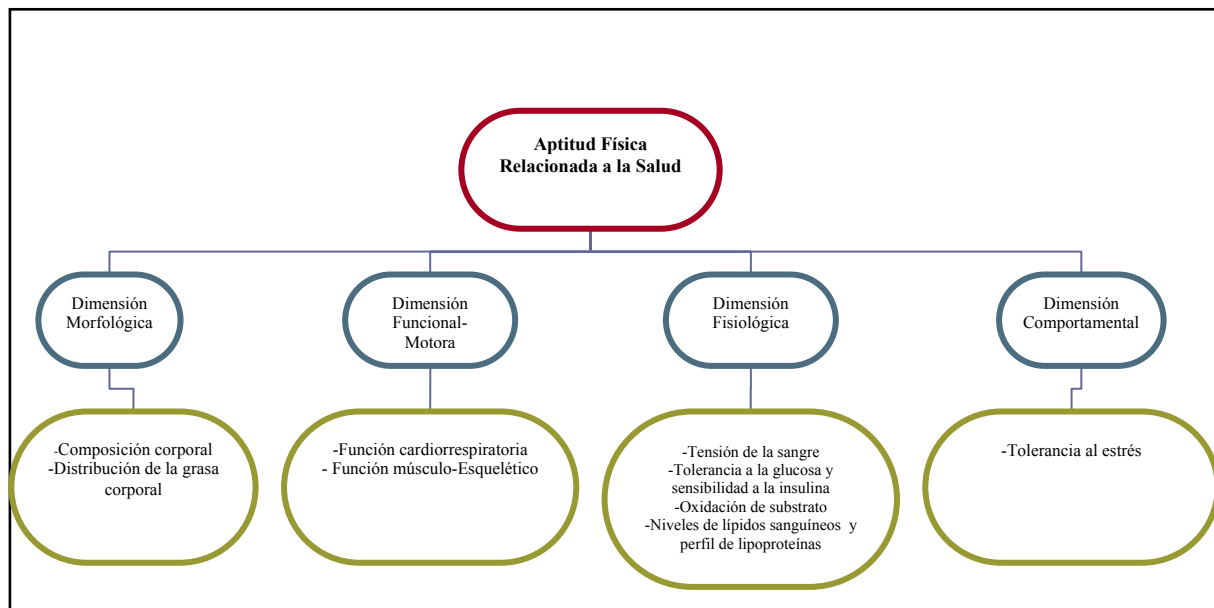 Aptitud Física
Relacionada a la Salud
Dimensión
Morfológica
Dimensión
Funcional-
Motora
Dimensión
Fisiológica
Dimensión
Comportamental
-Composición corporal
-Distribución de la grasa
corporal
-Función cardiorrespiratoria
- Función músculo-Esquelético
-Tensión de la sangre
-Tolerancia a la glucosa y
sensibilidad a la insulina
-Oxidación de substrato
-Niveles de lípidos sanguíneos y
perfil de lipoproteínas
-Tolerancia al estrés